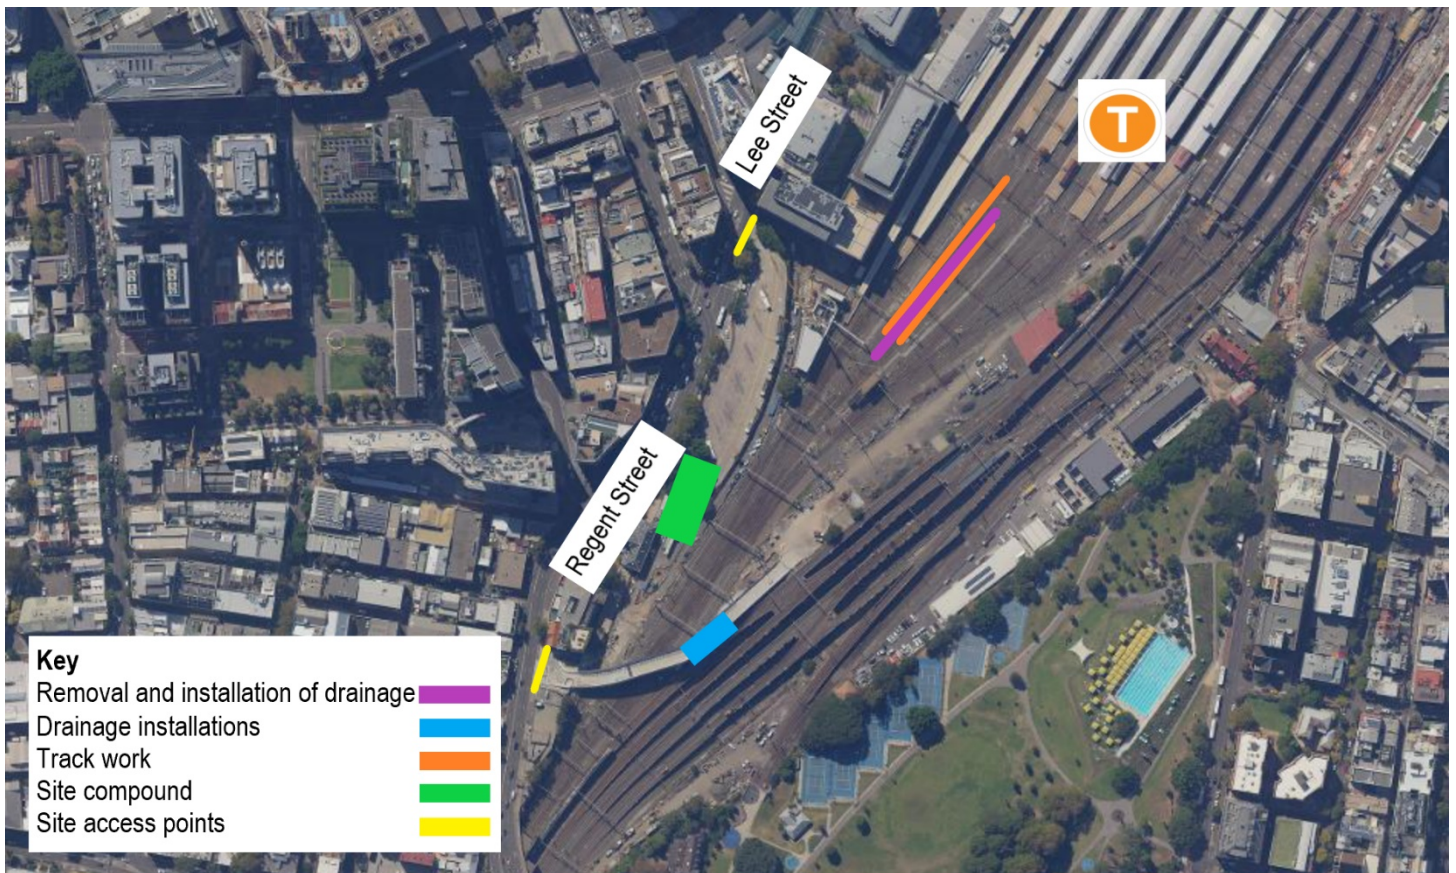 Lee Street
T
Regent Street
Key
Removal and installation of drainage
Drainage installations
Track work
Site compound
Site access points